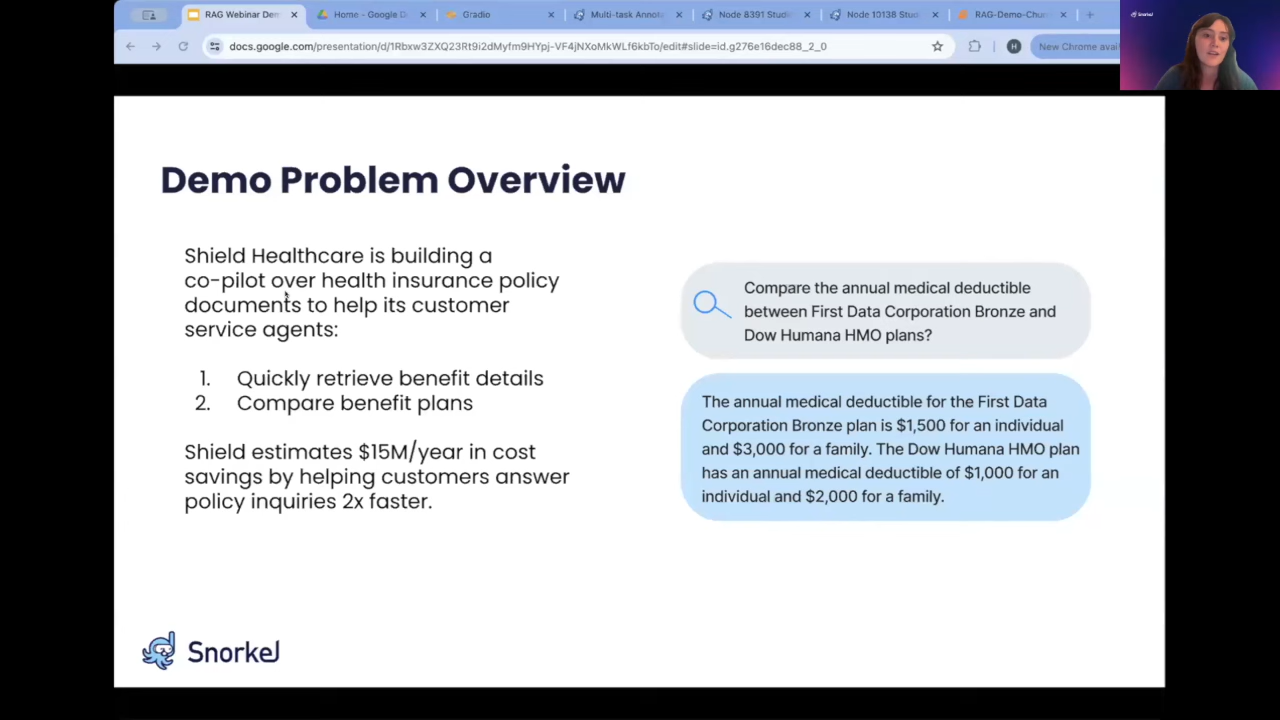 RAG Webinar Dem
Home - Google D
Gradio
Multi-task Annot
Node 8391 Studi
Node 10138 Stud
RAG-Demo-Chun
docs.google.com/presentation/d/1Rbxw3ZXQ23Rt9i2dMyfm9HYpj-VF4jNXoMkWLf6kbTo/edit#slide=id.g276e16dec88_2_0
H
New Chrome avai
Snorkel
Demo Problem Overview
Shield Healthcare is building a
co-pilot over health insurance policy
documents to help its customer
service agents:
1. Quickly retrieve benefit details
2. Compare benefit plans
Shield estimates $15M/year in cost
savings by helping customers answer
policy inquiries 2x faster.
Compare the annual medical deductible
between First Data Corporation Bronze and
Dow Humana HMO plans?
The annual medical deductible for the First Data
Corporation Bronze plan is $1,500 for an individual
and $3,000 for a family. The Dow Humana HMO plan
has an annual medical deductible of $1,000 for an
individual and $2,000 for a family.
Snorkel